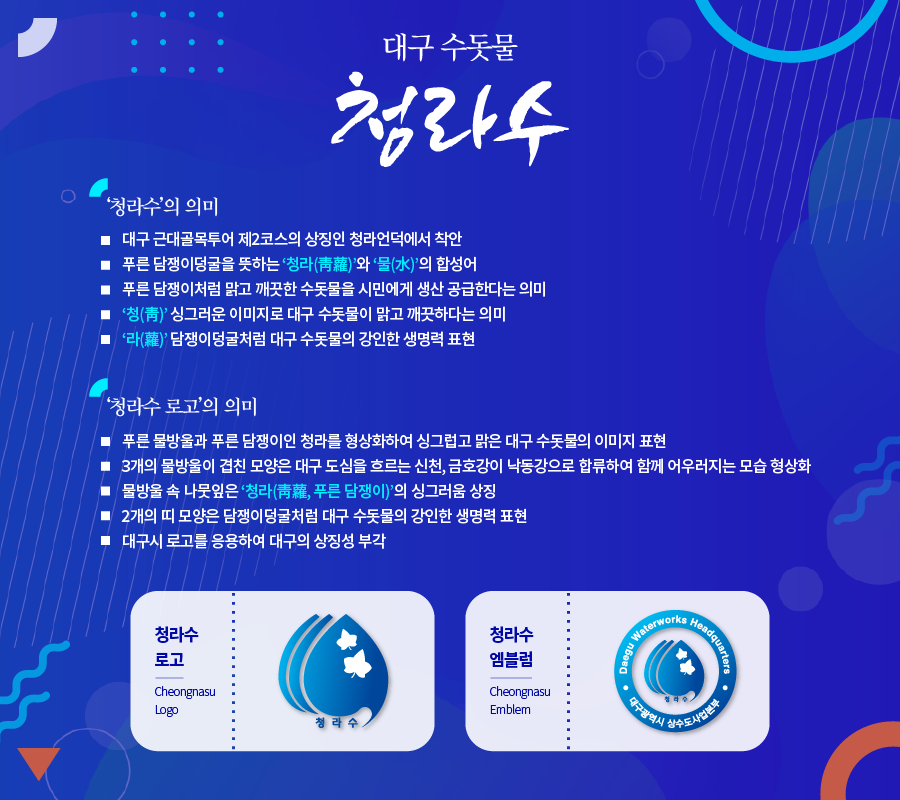 대구 수돗물
청라수
‘청라수’의 의미
대구 근대골목투어 제2코스의 상징인 청라언덕에서 착안
푸른 담쟁이덩굴을 뜻하는 ‘청라(靑蘿)’와 ‘물(水)’의 합성어
푸른 담쟁이처럼 맑고 깨끗한 수돗물을 시민에게 생산 공급한다는 의미
‘청(靑)’ 싱그러운 이미지로 대구 수돗물이 맑고 깨끗하다는 의미
‘라(蘿)’ 담쟁이덩굴처럼 대구 수돗물의 강인한 생명력 표현
‘청라수 로고’의 의미
푸른 물방울과 푸른 담쟁이인 청라를 형상화하여 싱그럽고 맑은 대구 수돗물의 이미지 표현
3개의 물방울이 겹친 모양은 대구 도심을 흐르는 신천, 금호강이 낙동강으로 합류하여 함께 어우러지는 모습 형상화
물방울 속 나뭇잎은 ‘청라(靑蘿, 푸른 담쟁이)’의 싱그러움 상징
2개의 띠 모양은 담쟁이덩굴처럼 대구 수돗물의 강인한 생명력 표현
대구시 로고를 응용하여 대구의 상징성 부각
청라수
로고
Cheongnasu
Logo
청라수
청라수
엠블럼
Cheongnasu
Emblem
Daegu Waterworks Headquarters
청라수
대구광역시 상수도사업본부